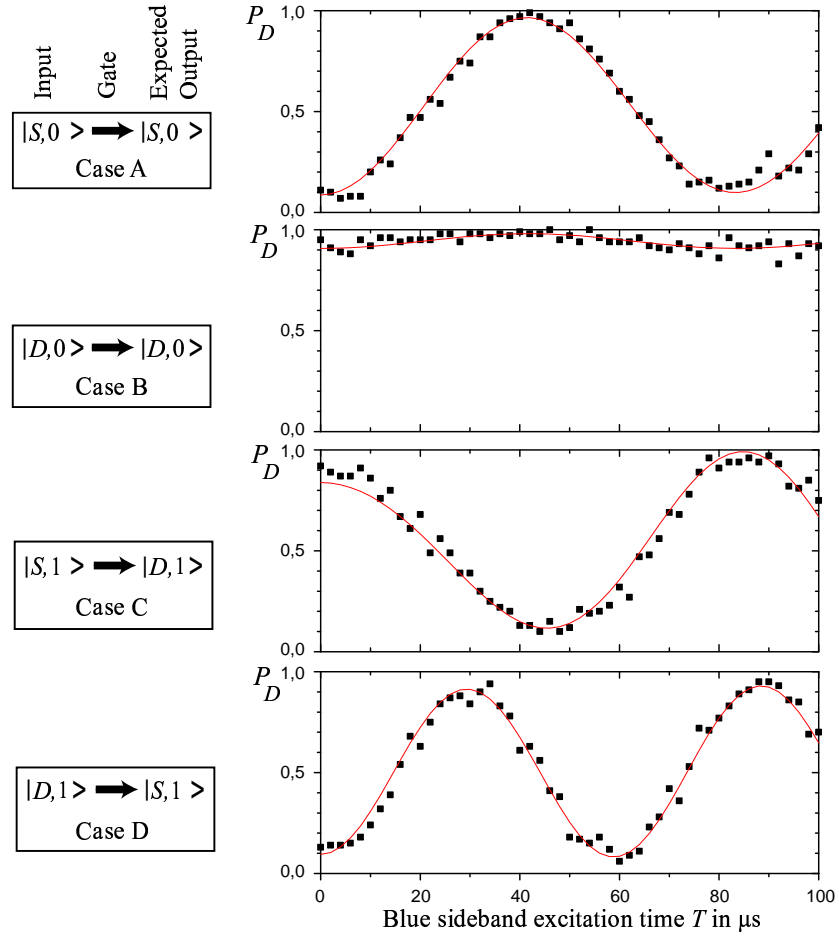 Input
Gate
Expected
Output
|S,0 > ➞ |S,0 >
Case A
P_D
1,0
0,5
0,0
|D,0 > ➞ |D,0 >
Case B
P_D
1,0
0,5
0,0
|S,1 > ➞ |D,1 >
Case C
P_D
1,0
0,5
0,0
|D,1 > ➞ |S,1 >
Case D
P_D
1,0
0,5
0,0
0 20 40 60 80 100
Blue sideband excitation time T in μs